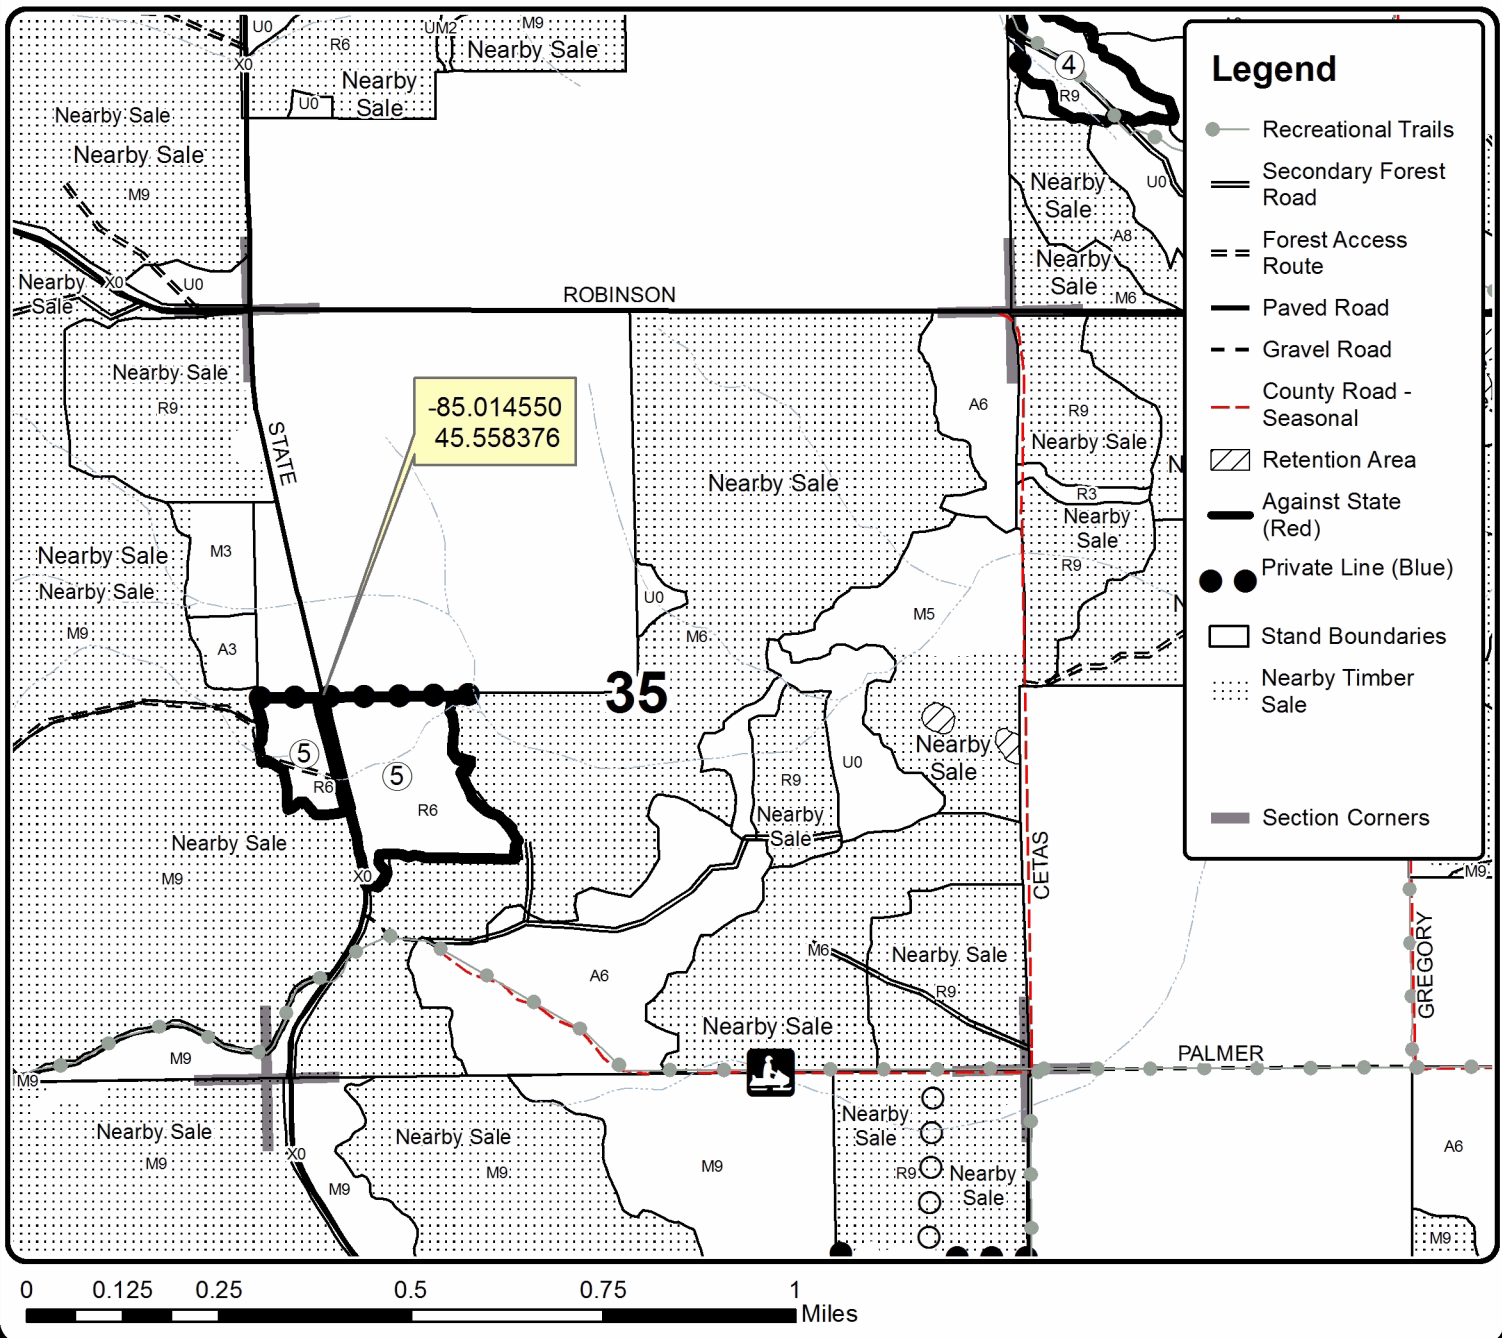 U0
R6
UM2
M9
Nearby Sale
X0
Nearby
Sale
U0
Nearby Sale
Nearby Sale
M9
4
R9
Nearby
Sale
U0
A8
Nearby
Sale
M6
Nearby
Sale
X0
U0
ROBINSON
Nearby Sale
R9
STATE
-85.014550
45.558376
A6
R9
Nearby Sale
N
R3
Nearby
Sale
R9
Nearby Sale
M3
Nearby Sale
Nearby Sale
M9
A3
U0
M6
M5
N
35
5
R6
5
R6
Nearby
Sale
R9
U0
Nearby
Sale
Nearby Sale
M9
X0
CETAS
M9
GREGORY
M6
Nearby Sale
R9
A6
Nearby Sale
M9
M9
PALMER
Nearby Sale
M9
X0
M9
Nearby Sale
M9
M9
Nearby
Sale
R9
Nearby
Sale
A6
M9
Legend
Recreational Trails
Secondary Forest
Road
Forest Access
Route
Paved Road
Gravel Road
County Road -
Seasonal
Retention Area
Against State
(Red)
Private Line (Blue)
Stand Boundaries
Nearby Timber
Sale
Section Corners
0 0.125 0.25 0.5 0.75 1
Miles